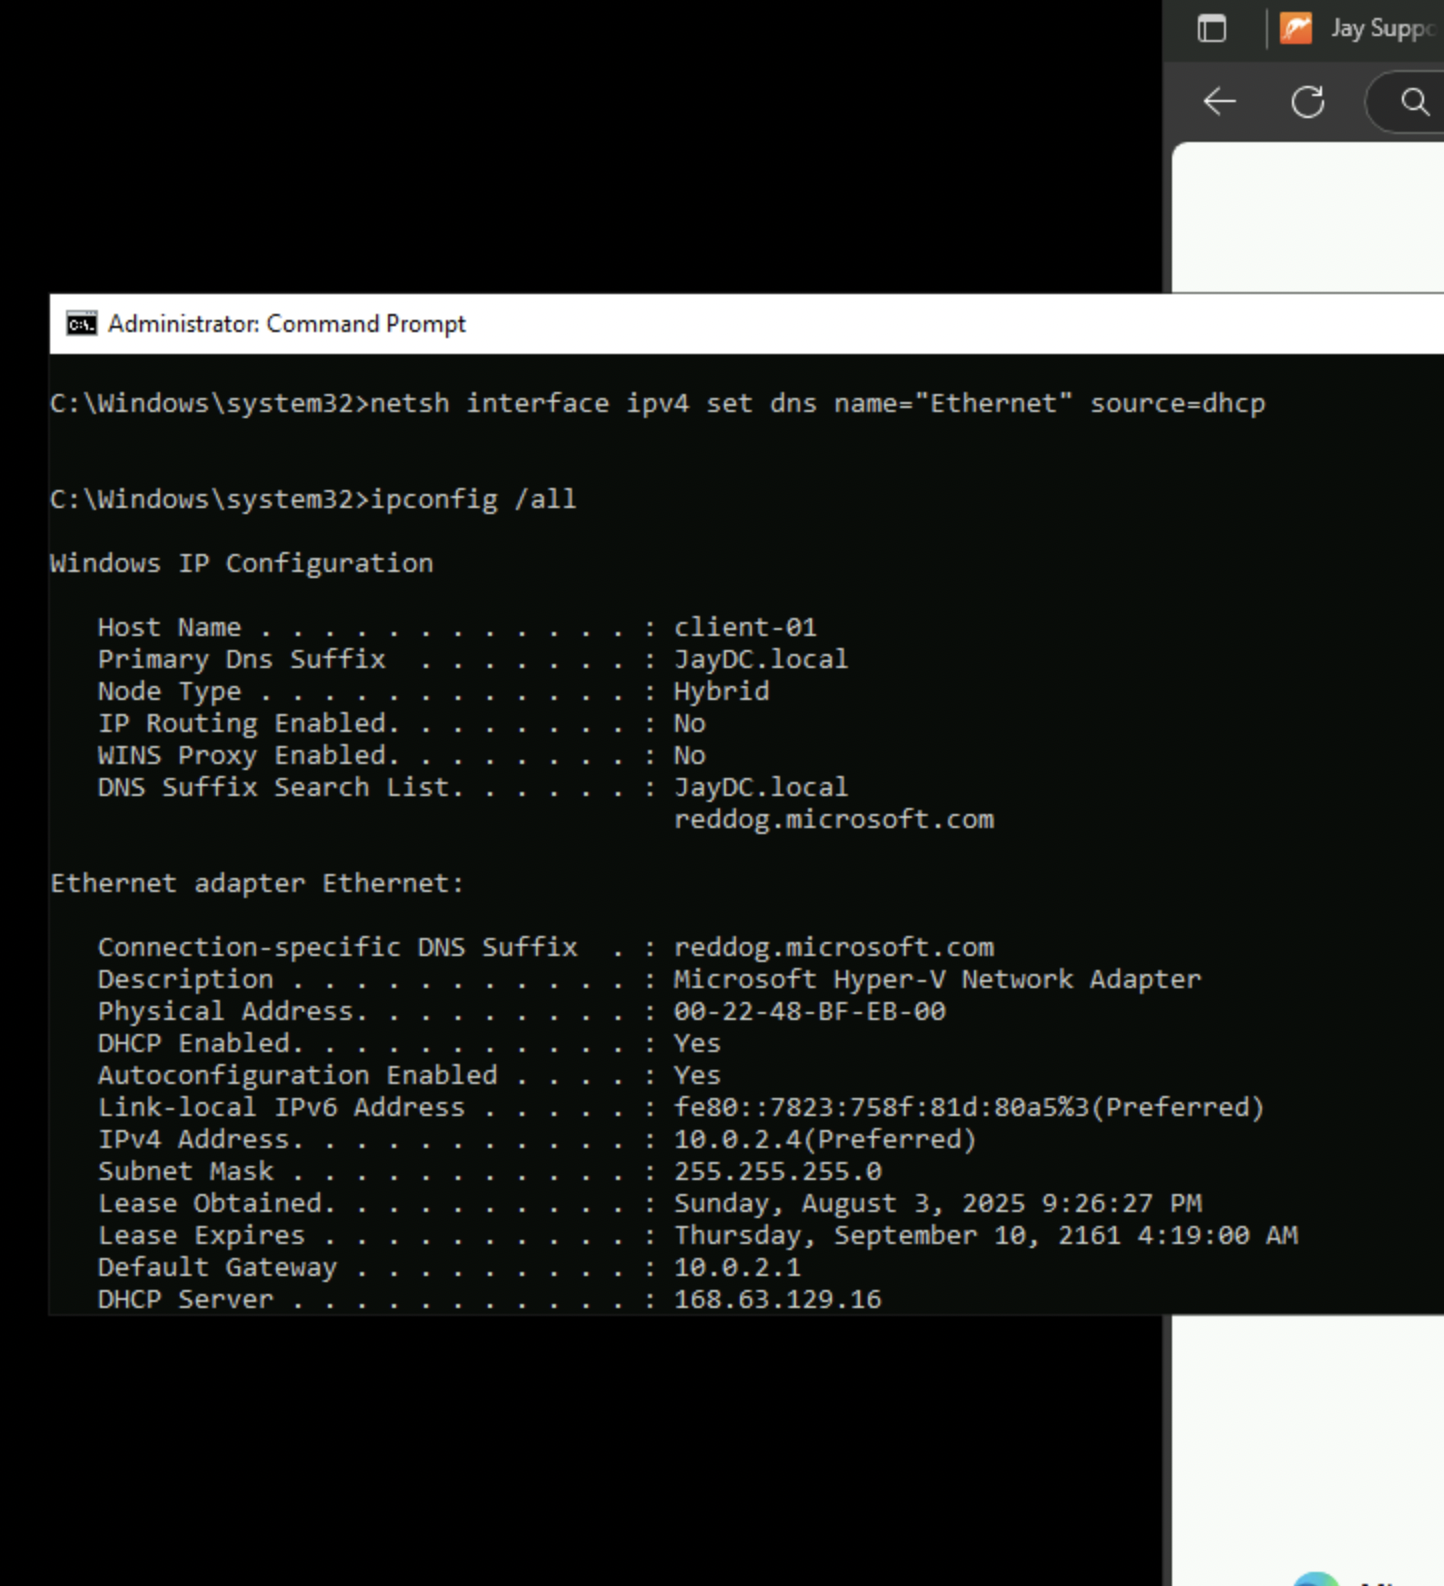 Jay Suppo
Administrator: Command Prompt
C:\Windows\system32>netsh interface ipv4 set dns name="Ethernet" source=dhcp
C:\Windows\system32>ipconfig /all
Windows IP Configuration
Host Name . . . . . . . . . . . . : client-01
Primary Dns Suffix  . . . . . . . : JayDC.local
Node Type . . . . . . . . . . . . : Hybrid
IP Routing Enabled. . . . . . . . : No
WINS Proxy Enabled. . . . . . . . : No
DNS Suffix Search List. . . . . . : JayDC.local
reddog.microsoft.com
Ethernet adapter Ethernet:
Connection-specific DNS Suffix  . : reddog.microsoft.com
Description . . . . . . . . . . . : Microsoft Hyper-V Network Adapter
Physical Address. . . . . . . . . : 00-22-48-BF-EB-00
DHCP Enabled. . . . . . . . . . . : Yes
Autoconfiguration Enabled . . . . : Yes
Link-local IPv6 Address . . . . . : fe80::7823:758f:81d:80a5%3(Preferred)
IPv4 Address. . . . . . . . . . . : 10.0.2.4(Preferred)
Subnet Mask . . . . . . . . . . . : 255.255.255.0
Lease Obtained. . . . . . . . . . : Sunday, August 3, 2025 9:26:27 PM
Lease Expires . . . . . . . . . . : Thursday, September 10, 2161 4:19:00 AM
Default Gateway . . . . . . . . . : 10.0.2.1
DHCP Server . . . . . . . . . . . : 168.63.129.16